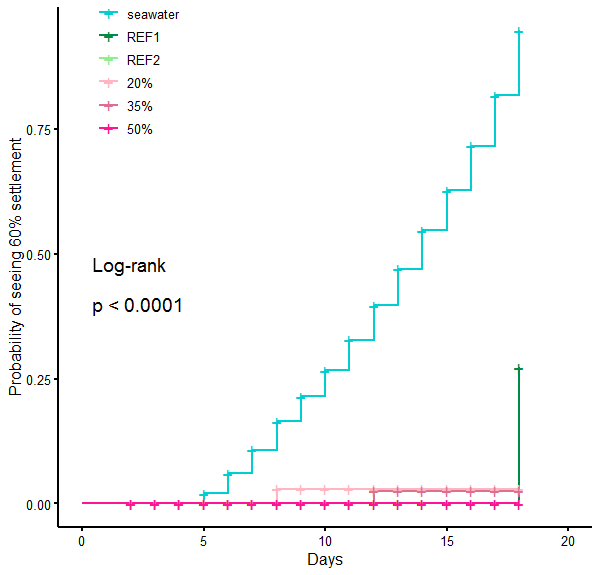 seawater
REF1
REF2
20%
35%
50%
Probability of seeing 60% settlement
0.75
0.50
0.25
0.00
Log-rank
p < 0.0001
0 5 10 15 20
Days